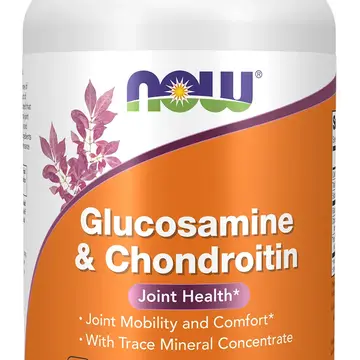 NOW®
Glucosamine
& Chondroitin
Joint Health*
• Joint Mobility and Comfort*
• With Trace Mineral Concentrate